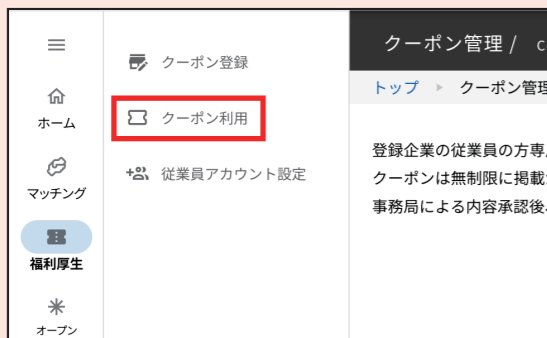 ホーム
マッチング
福利厚生
オープン
クーポン登録
クーポン利用
従業員アカウント設定
クーポン管理 / C
トップ ▶ クーポン管理
登録企業の従業員の方専
クーポンは無制限に掲載
事務局による内容承認後、